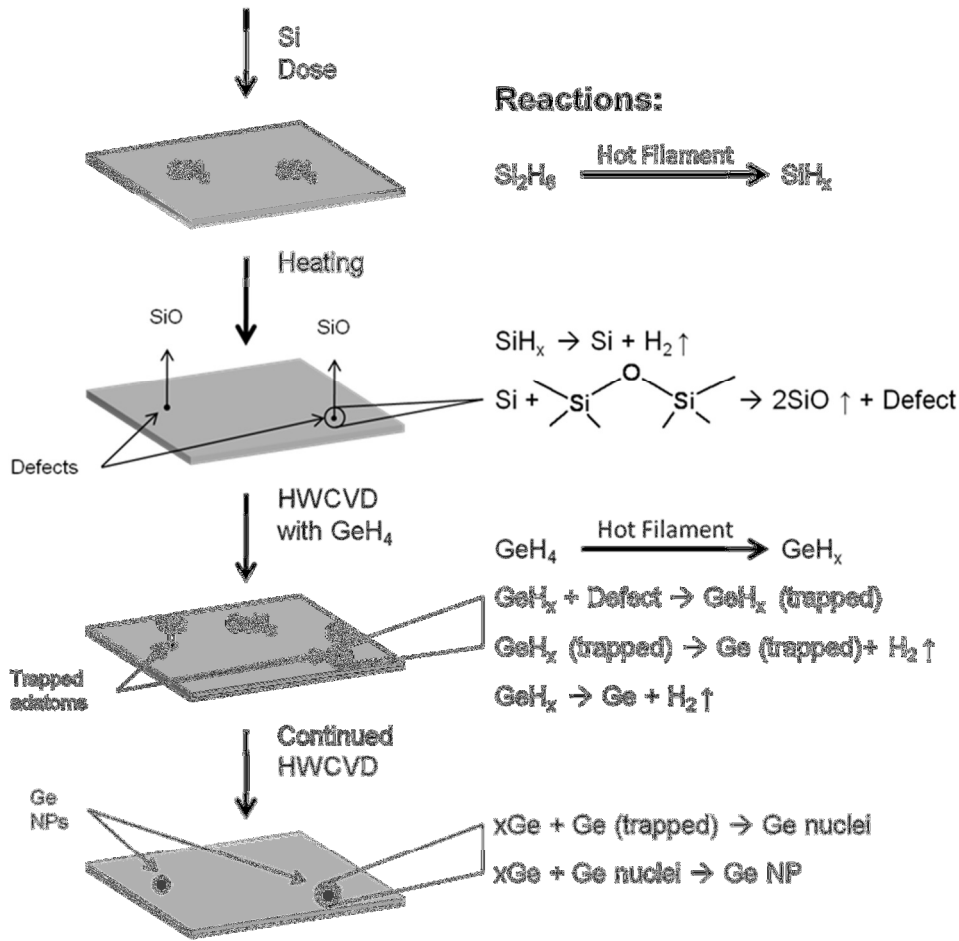 Si
Dose
Reactions:
Si₂H₆ Hot Filament SiHₓ
Heating
SiO SiO
SiHₓ → Si + H₂ ↑
Si + Si O Si → 2SiO ↑ + Defect
Defects
HWCVD
with GeH₄
GeH₄ Hot Filament GeHₓ
GeHₓ + Defect → GeHₓ (trapped)
GeHₓ (trapped) → Ge (trapped)+ H₂ ↑
Trapped
adatoms
GeHₓ → Ge + H₂ ↑
Continued
HWCVD
Ge
NPs
xGe + Ge (trapped) → Ge nuclei
xGe + Ge nuclei → Ge NP